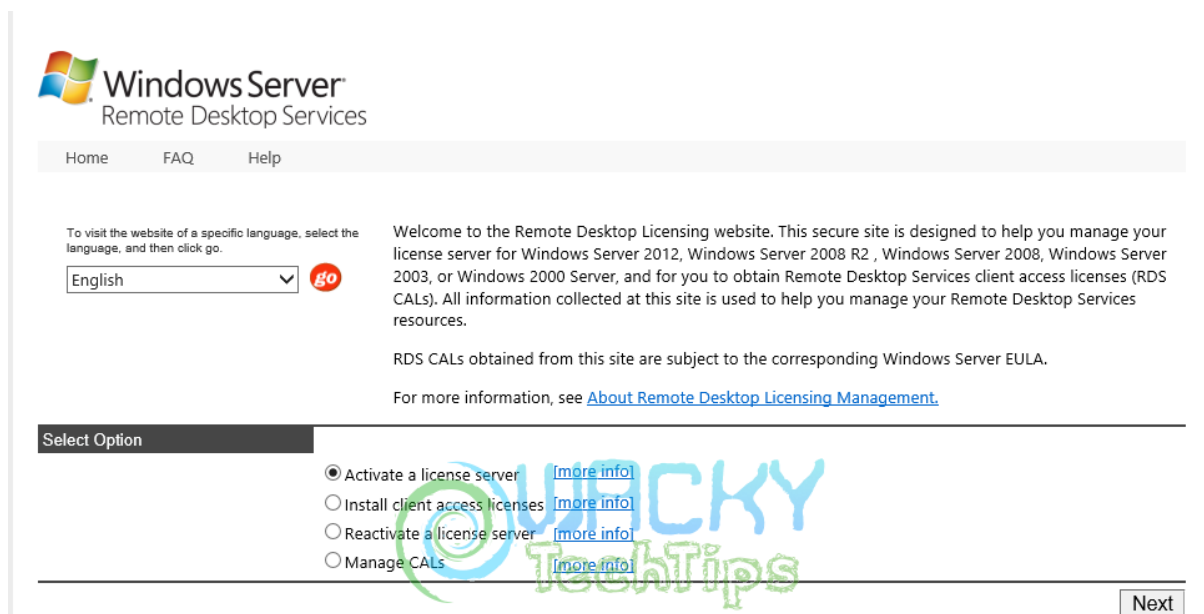 Windows Server
Remote Desktop Services
Home FAQ Help
To visit the website of a specific language, select the
language, and then click go.
English
go
Welcome to the Remote Desktop Licensing website. This secure site is designed to help you manage your
license server for Windows Server 2012, Windows Server 2008 R2 , Windows Server 2008, Windows Server
2003, or Windows 2000 Server, and for you to obtain Remote Desktop Services client access licenses (RDS
CALs). All information collected at this site is used to help you manage your Remote Desktop Services
resources.
RDS CALs obtained from this site are subject to the corresponding Windows Server EULA.
For more information, see About Remote Desktop Licensing Management.
Select Option
Activate a license server [more info]
Install client access licenses [more info]
Reactivate a license server [more info]
Manage CALs [more info]
WACKY
TechTips
Next